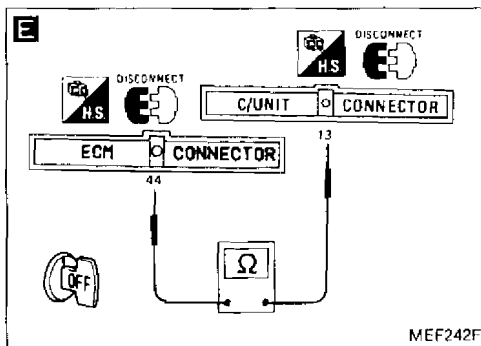 E
DISCONNECT
H.S.
C/UNIT CONNECTOR
13
DISCONNECT
H.S.
ECM CONNECTOR
44
Ω
OFF
MEF242F